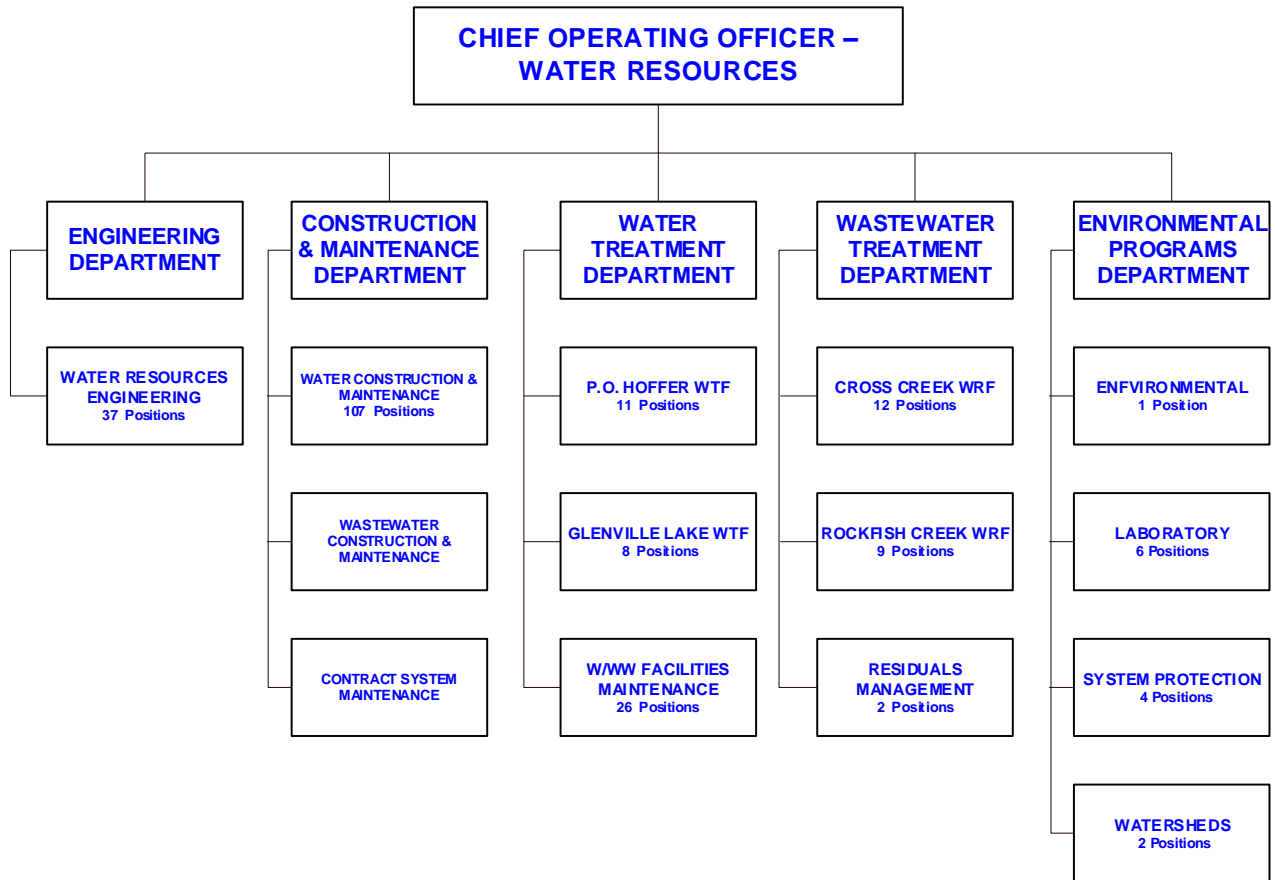 CHIEF OPERATING OFFICER –
WATER RESOURCES
ENGINEERING
DEPARTMENT
CONSTRUCTION
& MAINTENANCE
DEPARTMENT
WATER
TREATMENT
DEPARTMENT
WASTEWATER
TREATMENT
DEPARTMENT
ENVIRONMENTAL
PROGRAMS
DEPARTMENT
WATER RESOURCES
ENGINEERING
37 Positions
WATER CONSTRUCTION &
MAINTENANCE
107 Positions
P.O. HOFFER WTF
11 Positions
CROSS CREEK WRF
12 Positions
ENFVIRONMENTAL
1 Position
WASTEWATER
CONSTRUCTION &
MAINTENANCE
GLENVILLE LAKE WTF
8 Positions
ROCKFISH CREEK WRF
9 Positions
LABORATORY
6 Positions
CONTRACT SYSTEM
MAINTENANCE
W/WW FACILITIES
MAINTENANCE
26 Positions
RESIDUALS
MANAGEMENT
2 Positions
SYSTEM PROTECTION
4 Positions
WATERSHEDS
2 Positions